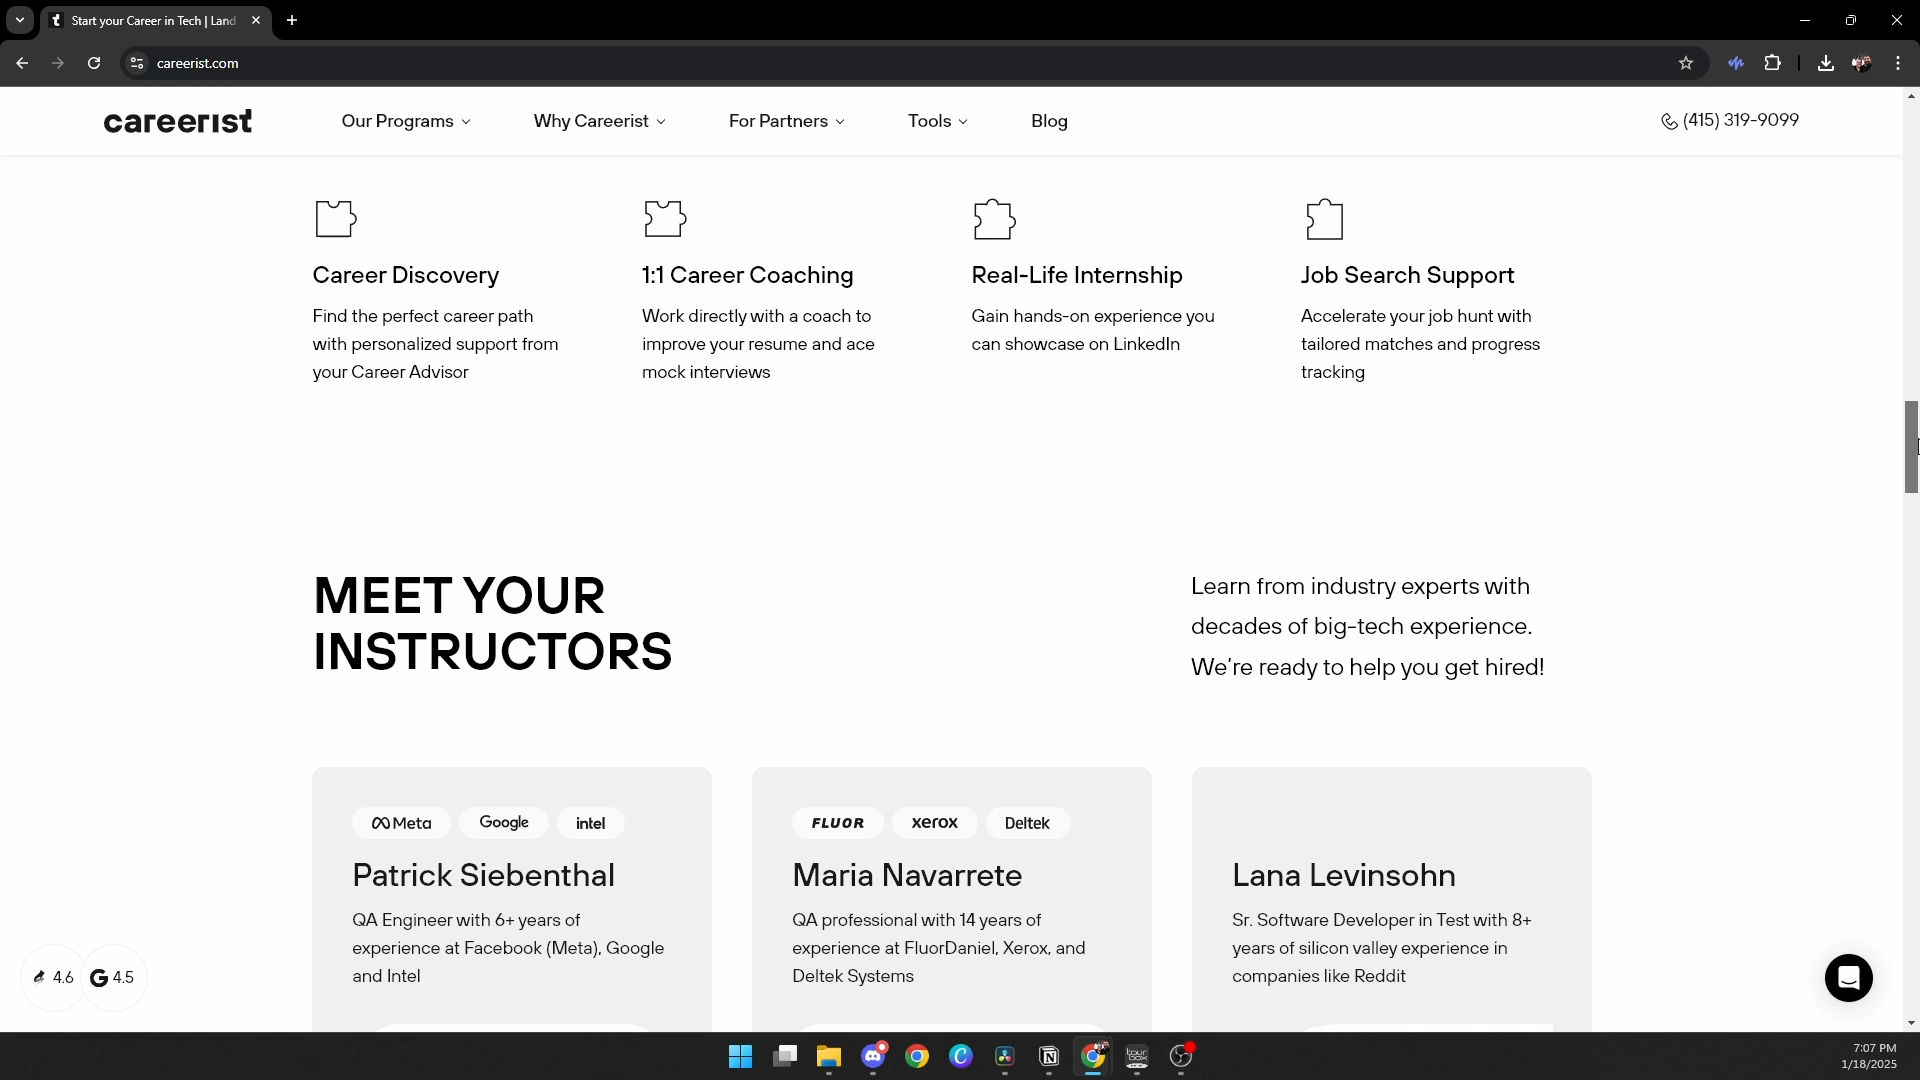 Start your Career in Tech | Land
careerist.com
careerist
Our Programs
Why Careerist
For Partners
Tools
Blog
(415) 319-9099
Career Discovery
Find the perfect career path
with personalized support from
your Career Advisor
1:1 Career Coaching
Work directly with a coach to
improve your resume and ace
mock interviews
Real-Life Internship
Gain hands-on experience you
can showcase on LinkedIn
Job Search Support
Accelerate your job hunt with
tailored matches and progress
tracking
MEET YOUR
INSTRUCTORS
Learn from industry experts with
decades of big-tech experience.
We're ready to help you get hired!
Meta
Google
intel
Patrick Siebenthal
QA Engineer with 6+ years of
experience at Facebook (Meta), Google
and Intel
FLUOR
xerox
Deltek
Maria Navarrete
QA professional with 14 years of
experience at FluorDaniel, Xerox, and
Deltek Systems
Lana Levinsohn
Sr. Software Developer in Test with 8+
years of silicon valley experience in
companies like Reddit
4.6
G 4.5
tour
box
7:07 PM
1/18/2025